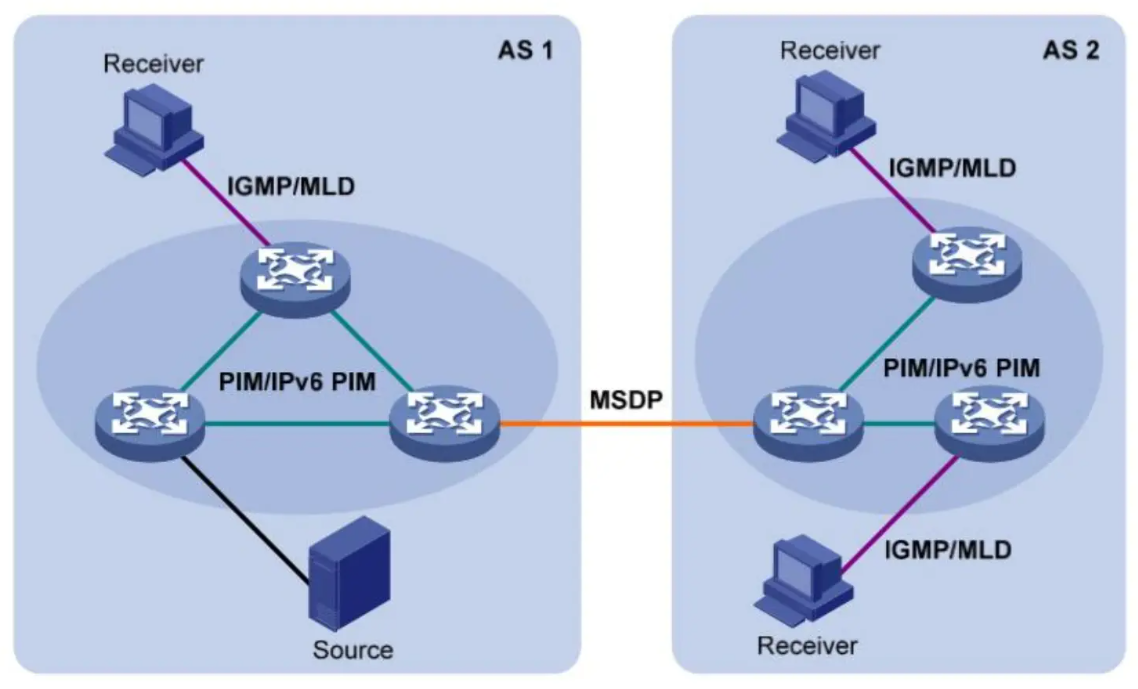 AS 1
Receiver
IGMP/MLD
PIM/IPv6 PIM
Source
MSDP
AS 2
Receiver
IGMP/MLD
PIM/IPv6 PIM
IGMP/MLD
Receiver